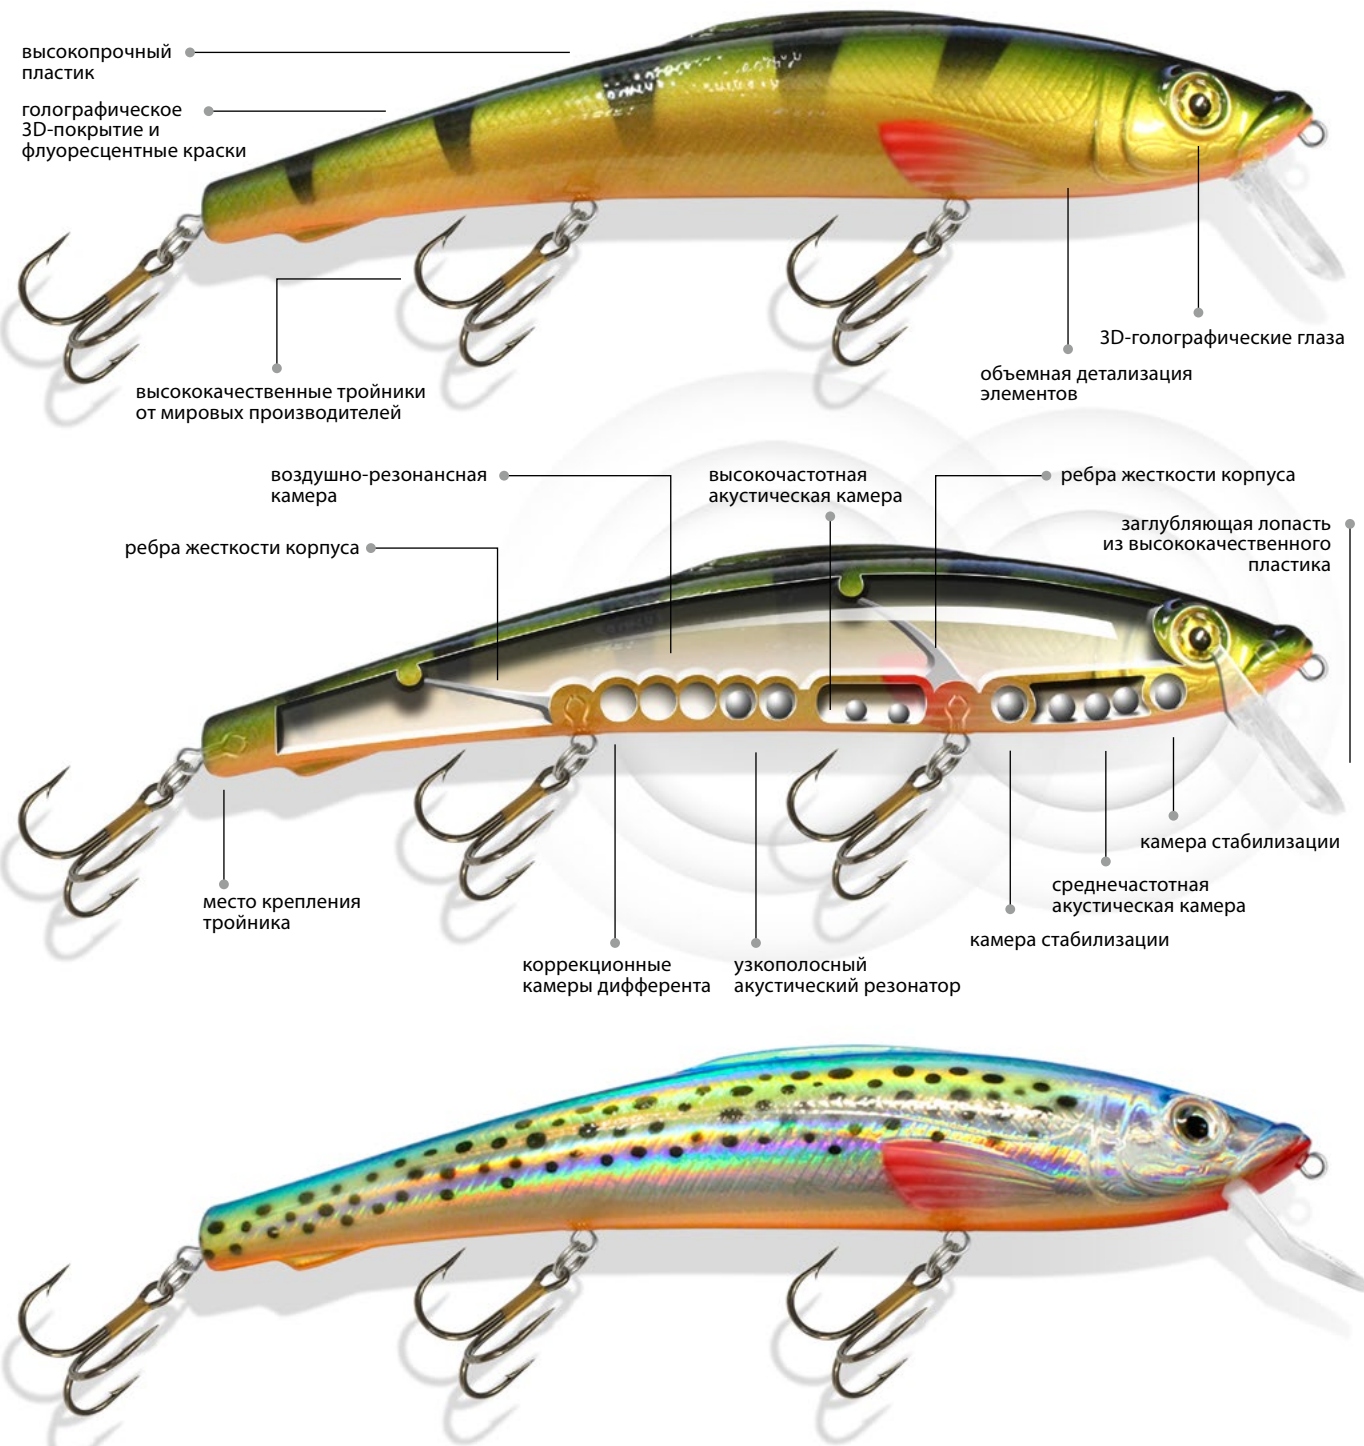 высокопрочный
пластик
голографическое
3D-покрытие и
флуоресцентные краски
3D-голографические глаза
объемная детализация
элементов
высококачественные тройники
от мировых производителей
воздушно-резонансная
камера
высокочастотная
акустическая камера
ребра жесткости корпуса
заглубляющая лопасть
из высококачественного
пластика
ребра жесткости корпуса
камера стабилизации
среднечастотная
акустическая камера
камера стабилизации
место крепления
тройника
коррекционные
камеры дифферента
узкополосный
акустический резонатор